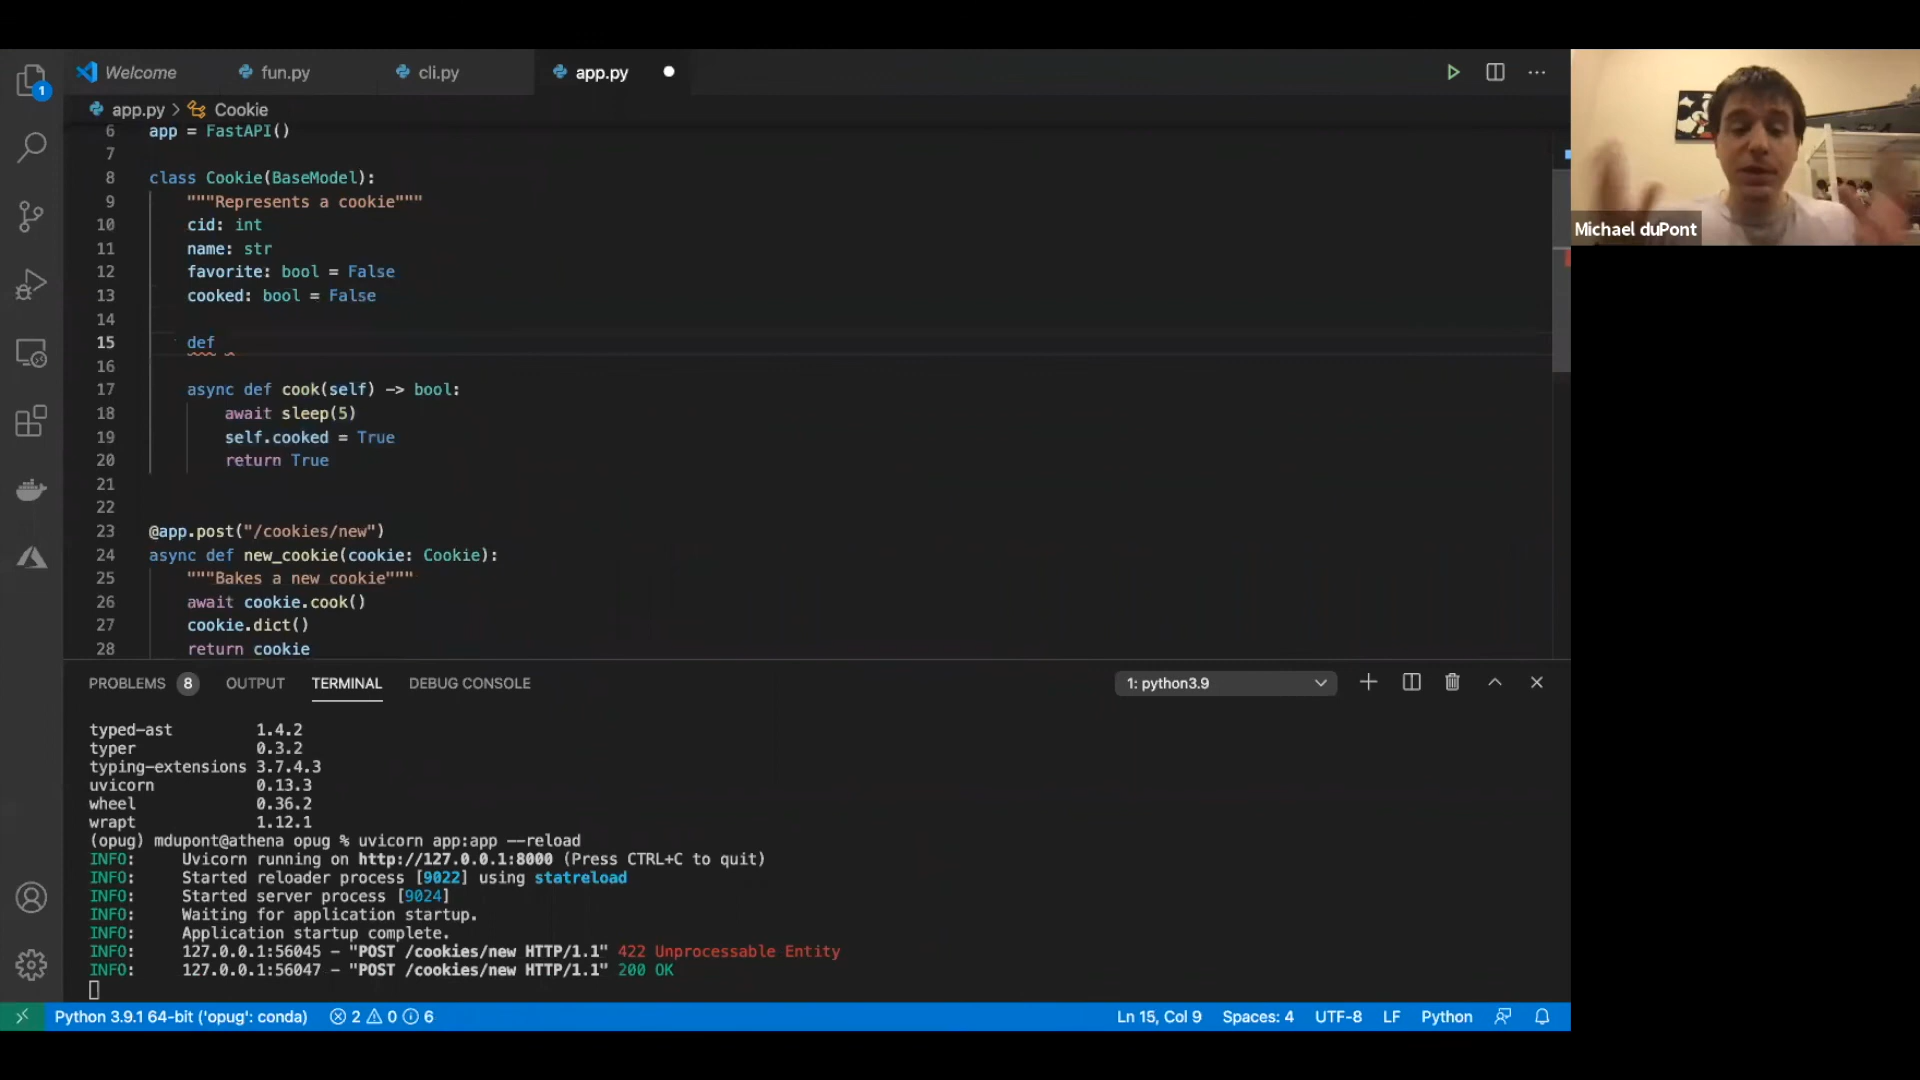 Welcome
fun.py
cli.py
app.py
1
app.py > Cookie
6 app = FastAPI()
7
8 class Cookie(BaseModel):
9 """Represents a cookie"""
10 cid: int
11 name: str
12 favorite: bool = False
13 cooked: bool = False
14
15 def
16
17 async def cook(self) -> bool:
18 await sleep(5)
19 self.cooked = True
20 return True
21
22
23 @app.post("/cookies/new")
24 async def new_cookie(cookie: Cookie):
25 """Bakes a new cookie"""
26 await cookie.cook()
27 cookie.dict()
28 return cookie
Michael duPont
PROBLEMS 8 OUTPUT TERMINAL DEBUG CONSOLE 1: python3.9
typed-ast 1.4.2
typer 0.3.2
typing-extensions 3.7.4.3
uvicorn 0.13.3
wheel 0.36.2
wrapt 1.12.1
(opug) mdupont@athena opug % uvicorn app:app --reload
INFO: Uvicorn running on http://127.0.0.1:8000 (Press CTRL+C to quit)
INFO: Started reloader process [9022] using statreload
INFO: Started server process [9024]
INFO: Waiting for application startup.
INFO: Application startup complete.
INFO: 127.0.0.1:56045 - "POST /cookies/new HTTP/1.1" 422 Unprocessable Entity
INFO: 127.0.0.1:56047 - "POST /cookies/new HTTP/1.1" 200 OK
Python 3.9.1 64-bit ('opug': conda) 2 0 6 Ln 15, Col 9 Spaces: 4 UTF-8 LF Python